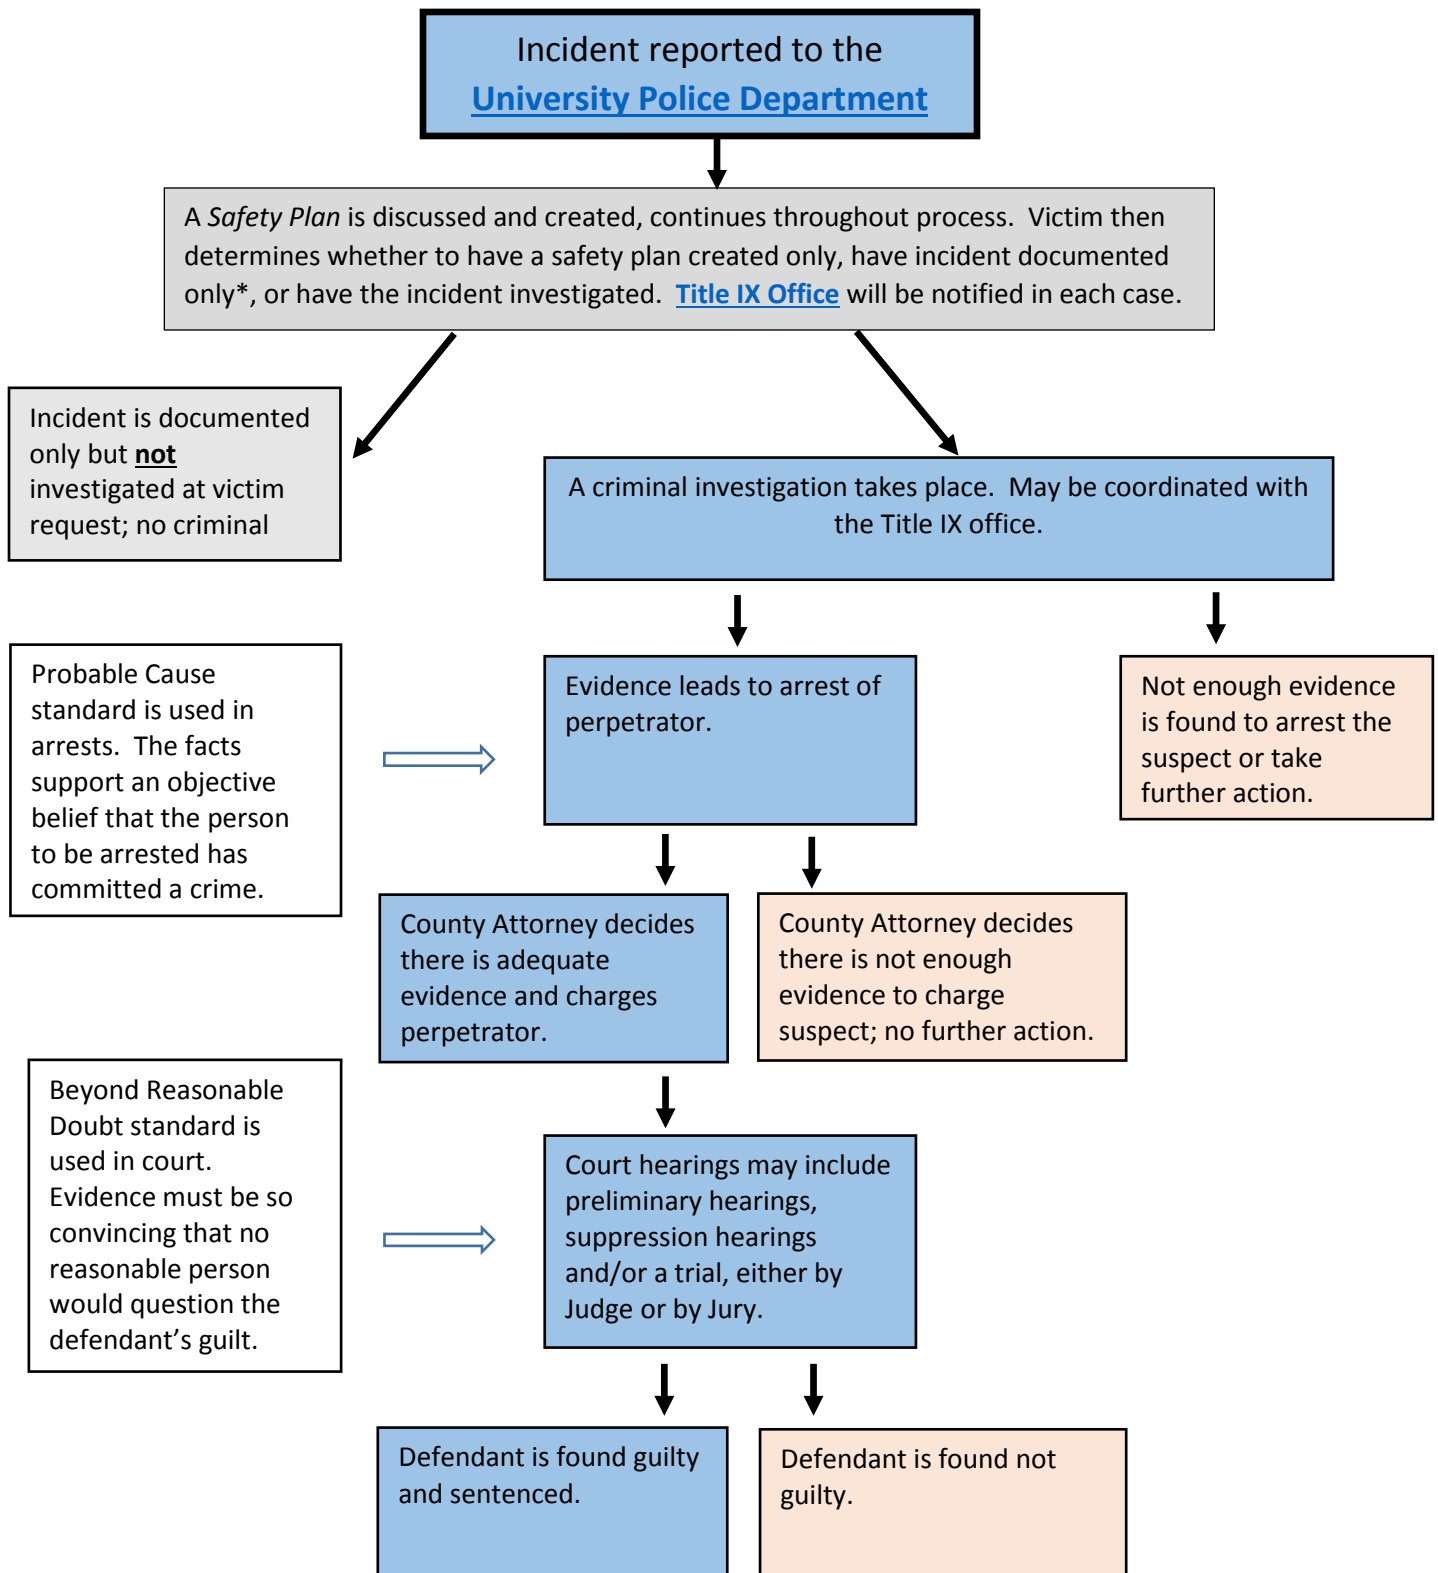 Incident reported to the
University Police Department
A Safety Plan is discussed and created, continues throughout process.  Victim then
determines whether to have a safety plan created only, have incident documented
only*, or have the incident investigated.  Title IX Office will be notified in each case.
Incident is documented
only but not
investigated at victim
request; no criminal
A criminal investigation takes place.  May be coordinated with
the Title IX office.
Probable Cause
standard is used in
arrests.  The facts
support an objective
belief that the person
to be arrested has
committed a crime.
Evidence leads to arrest of
perpetrator.
Not enough evidence
is found to arrest the
suspect or take
further action.
County Attorney decides
there is adequate
evidence and charges
perpetrator.
County Attorney decides
there is not enough
evidence to charge
suspect; no further action.
Beyond Reasonable
Doubt standard is
used in court.
Evidence must be so
convincing that no
reasonable person
would question the
defendant’s guilt.
Court hearings may include
preliminary hearings,
suppression hearings
and/or a trial, either by
Judge or by Jury.
Defendant is found guilty
and sentenced.
Defendant is found not
guilty.